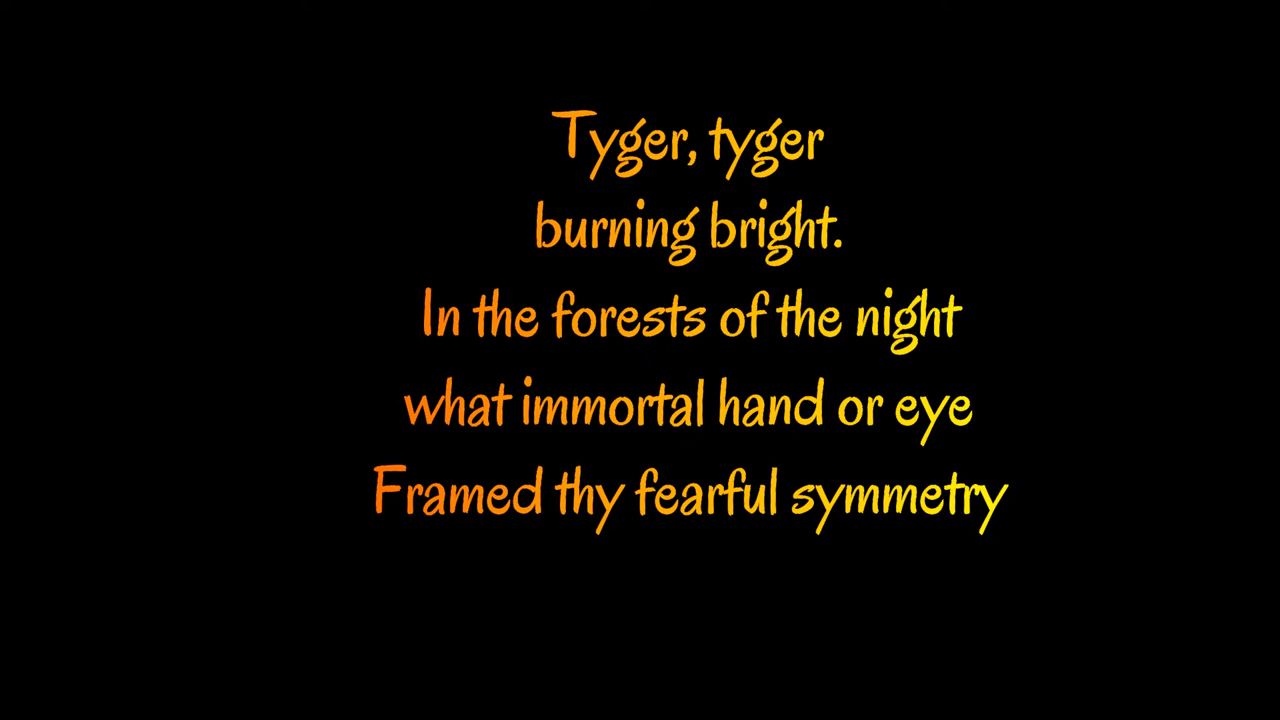 Tyger, tyger
burning bright.
In the forests of the night
what immortal hand or eye
Framed thy fearful symmetry